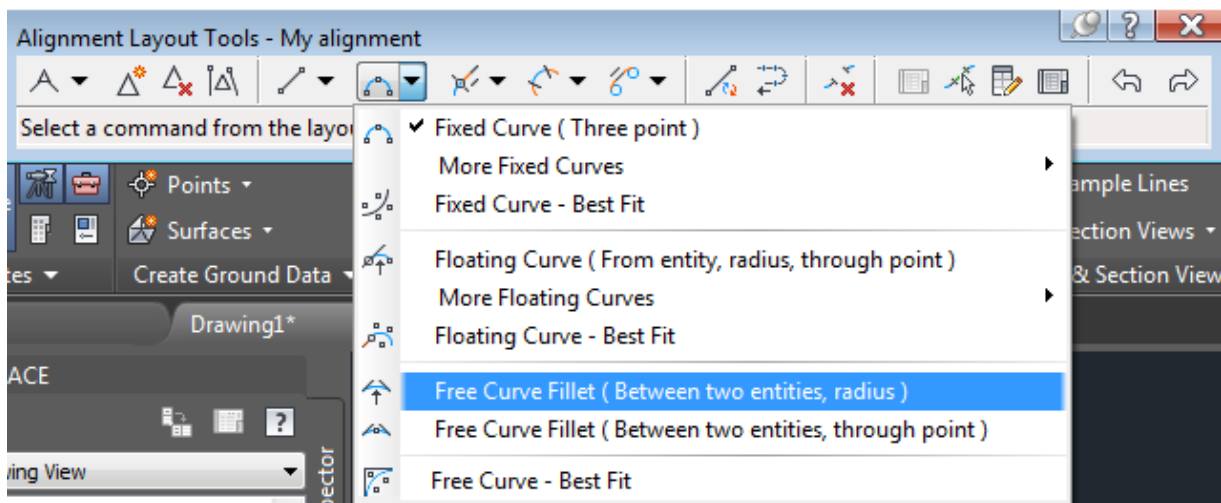 Alignment Layout Tools - My alignment
Select a command from the layou
Fixed Curve ( Three point )
More Fixed Curves
Fixed Curve - Best Fit
Floating Curve ( From entity, radius, through point )
More Floating Curves
Floating Curve - Best Fit
Free Curve Fillet ( Between two entities, radius )
Free Curve Fillet ( Between two entities, through point )
Free Curve - Best Fit
Points
ample Lines
Surfaces
ection Views
tes
Create Ground Data
& Section View
Drawing1*
ACE
?
wing View
pector